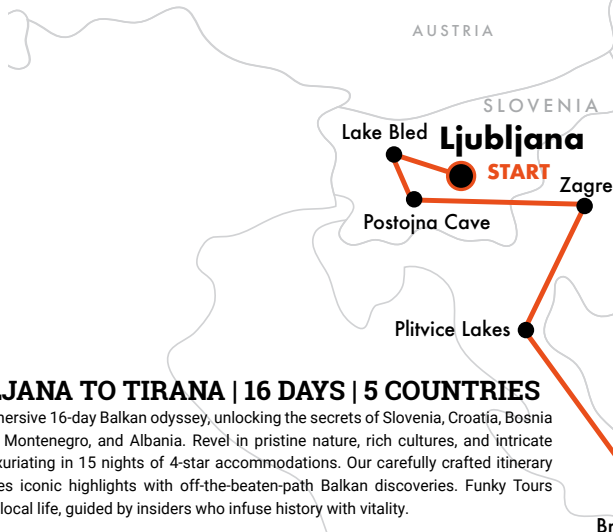 AUSTRIA
SLOVENIA
Lake Bled
Ljubljana
START
Zagre
Postojna Cave
Plitvice Lakes
JANA TO TIRANA | 16 DAYS | 5 COUNTRIES
mersive 16-day Balkan odyssey, unlocking the secrets of Slovenia, Croatia, Bosnia
Montenegro, and Albania. Revel in pristine nature, rich cultures, and intricate
xuriating in 15 nights of 4-star accommodations. Our carefully crafted itinerary
es iconic highlights with off-the-beaten-path Balkan discoveries. Funky Tours
local life, guided by insiders who infuse history with vitality.
Br